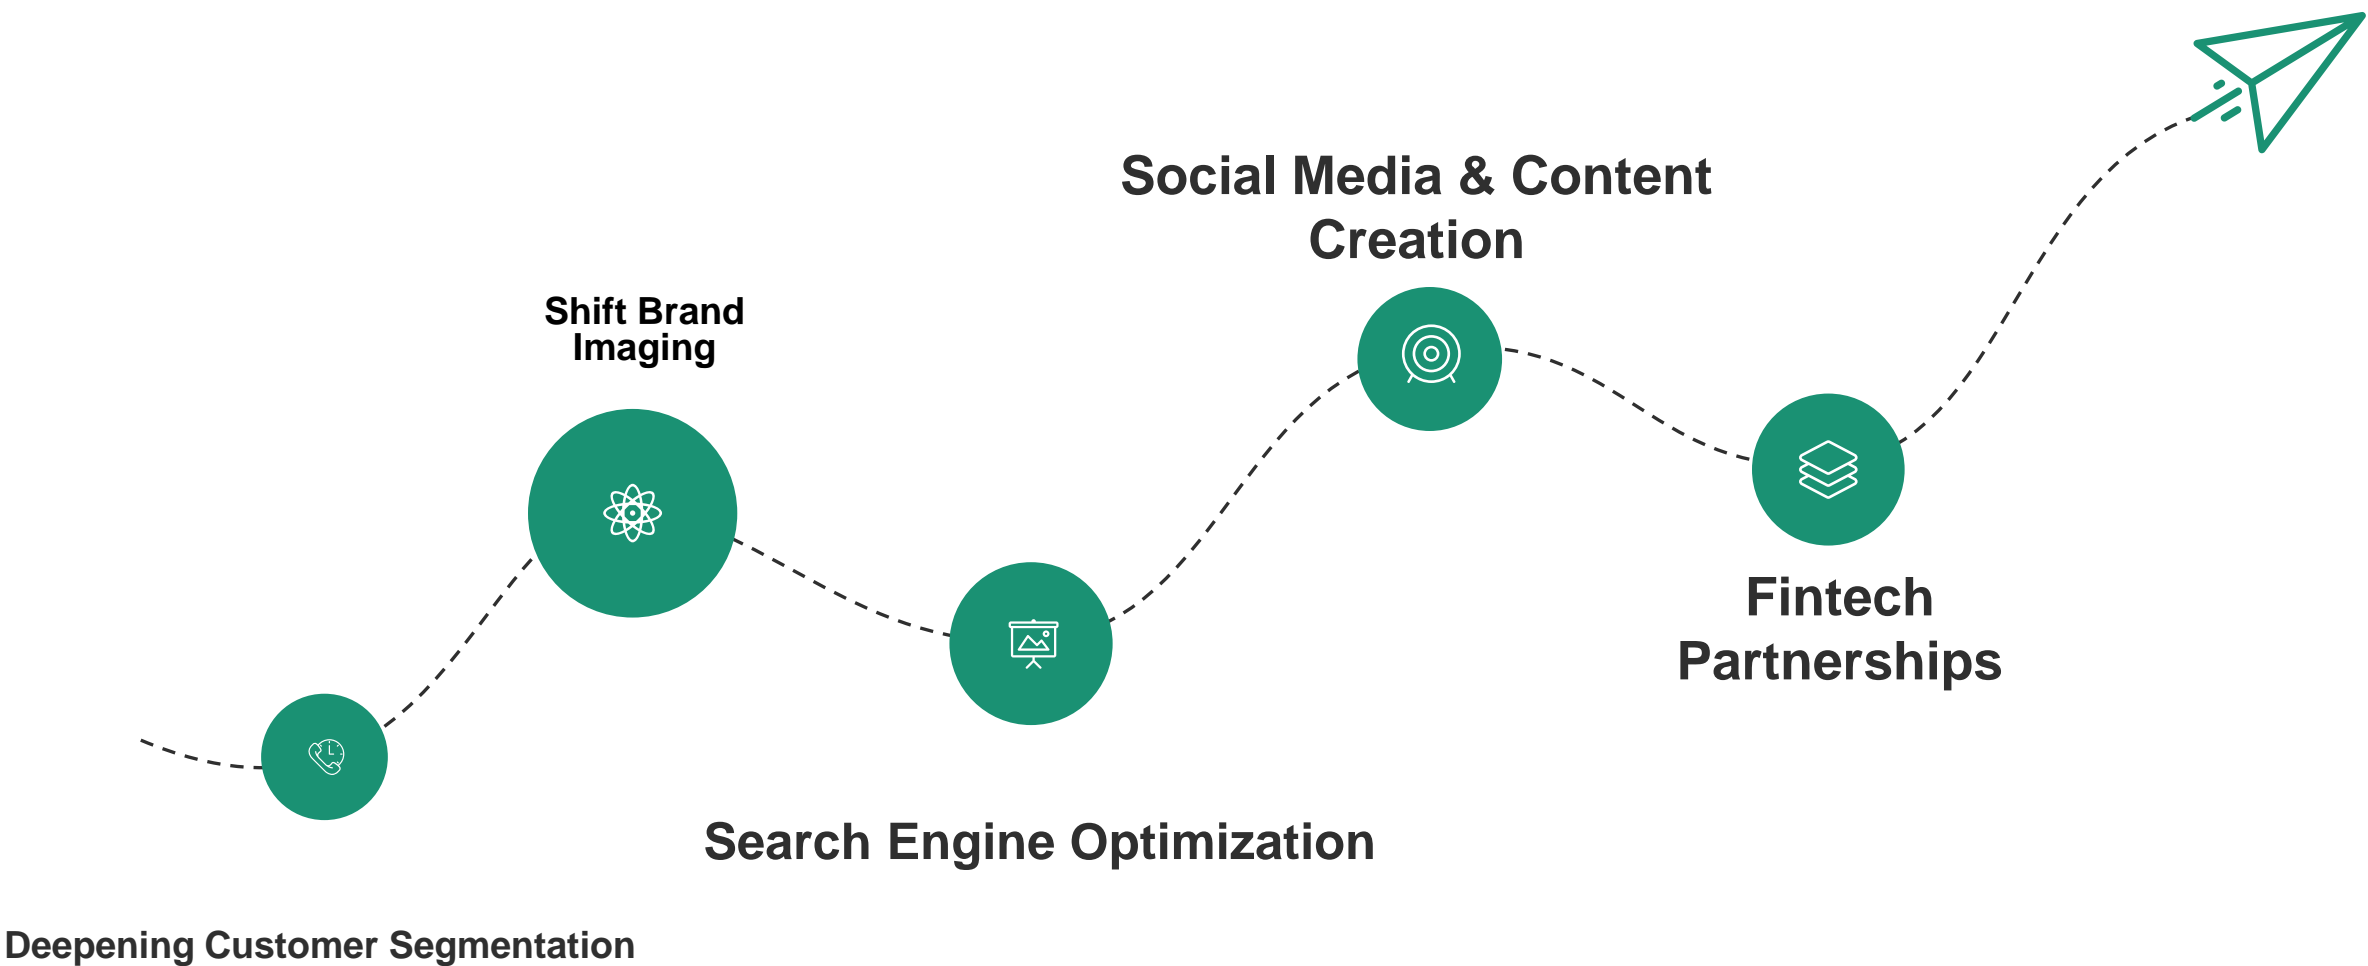 Social Media & Content
Creation
Shift Brand
Imaging
Fintech
Partnerships
Search Engine Optimization
Deepening Customer Segmentation